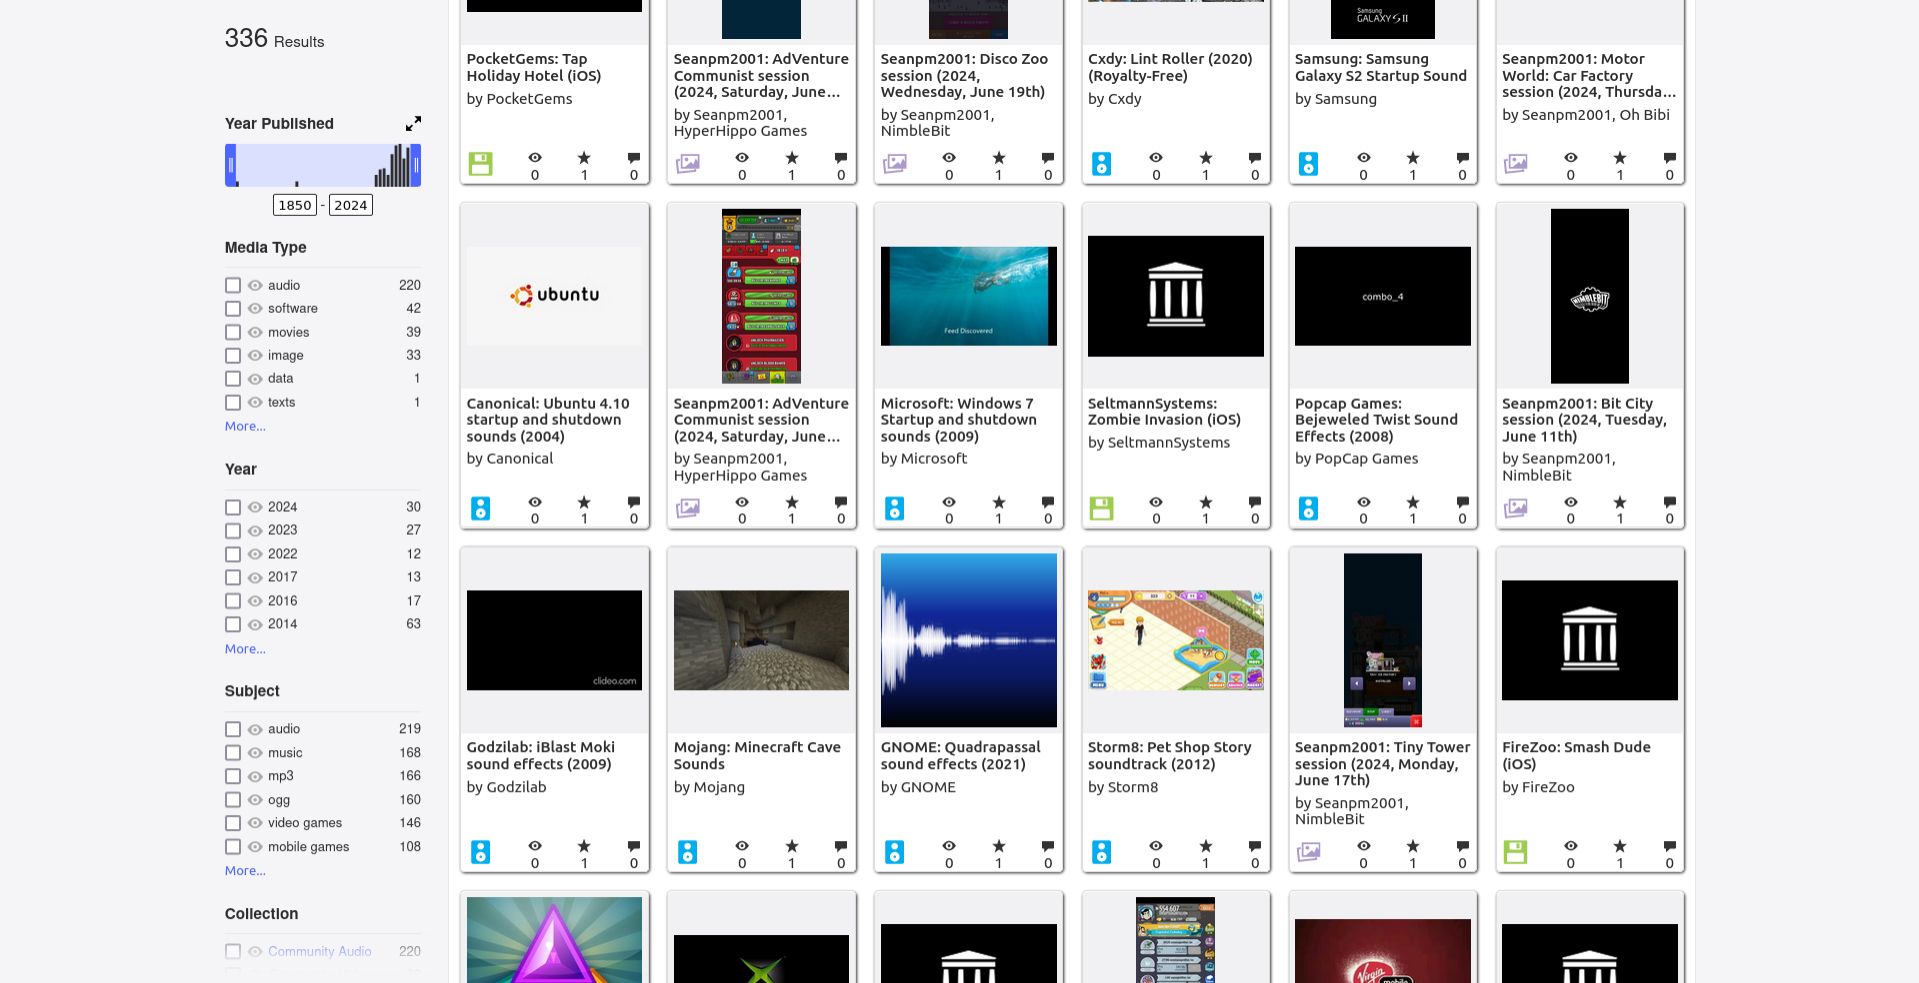 336 Results
Year Published
1850 - 2024
Media Type
audio 220
software 42
movies 39
image 33
data 1
texts 1
More...
Year
2024 30
2023 27
2022 12
2017 13
2016 17
2014 63
More...
Subject
audio 219
music 168
mp3 166
ogg 160
video games 146
mobile games 108
More...
Collection
Community Audio 220
PocketGems: Tap
Holiday Hotel (iOS)
by PocketGems
0 1 0
Seanpm2001: AdVenture
Communist session
(2024, Saturday, June...
by Seanpm2001,
HyperHippo Games
0 1 0
Seanpm2001: Disco Zoo
session (2024,
Wednesday, June 19th)
by Seanpm2001,
NimbleBit
0 1 0
Cxdy: Lint Roller (2020)
(Royalty-Free)
by Cxdy
0 1 0
Samsung
GALAXY S II
Samsung: Samsung
Galaxy S2 Startup Sound
by Samsung
0 1 0
Seanpm2001: Motor
World: Car Factory
session (2024, Thursda...
by Seanpm2001, Oh Bibi
0 1 0
ubuntu
Canonical: Ubuntu 4.10
startup and shutdown
sounds (2004)
by Canonical
0 1 0
Seanpm2001: AdVenture
Communist session
(2024, Saturday, June...
by Seanpm2001,
HyperHippo Games
0 1 0
Feed Discovered
Microsoft: Windows 7
Startup and shutdown
sounds (2009)
by Microsoft
0 1 0
SeltmannSystems:
Zombie Invasion (iOS)
by SeltmannSystems
0 1 0
combo_4
Popcap Games:
Bejeweled Twist Sound
Effects (2008)
by PopCap Games
0 1 0
NIMBLEBIT
Seanpm2001: Bit City
session (2024, Tuesday,
June 11th)
by Seanpm2001,
NimbleBit
0 1 0
clideo.com
Godzilab: iBlast Moki
sound effects (2009)
by Godzilab
0 1 0
Mojang: Minecraft Cave
Sounds
by Mojang
0 1 0
GNOME: Quadrapassal
sound effects (2021)
by GNOME
0 1 0
Storm8: Pet Shop Story
soundtrack (2012)
by Storm8
0 1 0
Seanpm2001: Tiny Tower
session (2024, Monday,
June 17th)
by Seanpm2001,
NimbleBit
0 1 0
FireZoo: Smash Dude
(iOS)
by FireZoo
0 1 0
Virgin
mobile